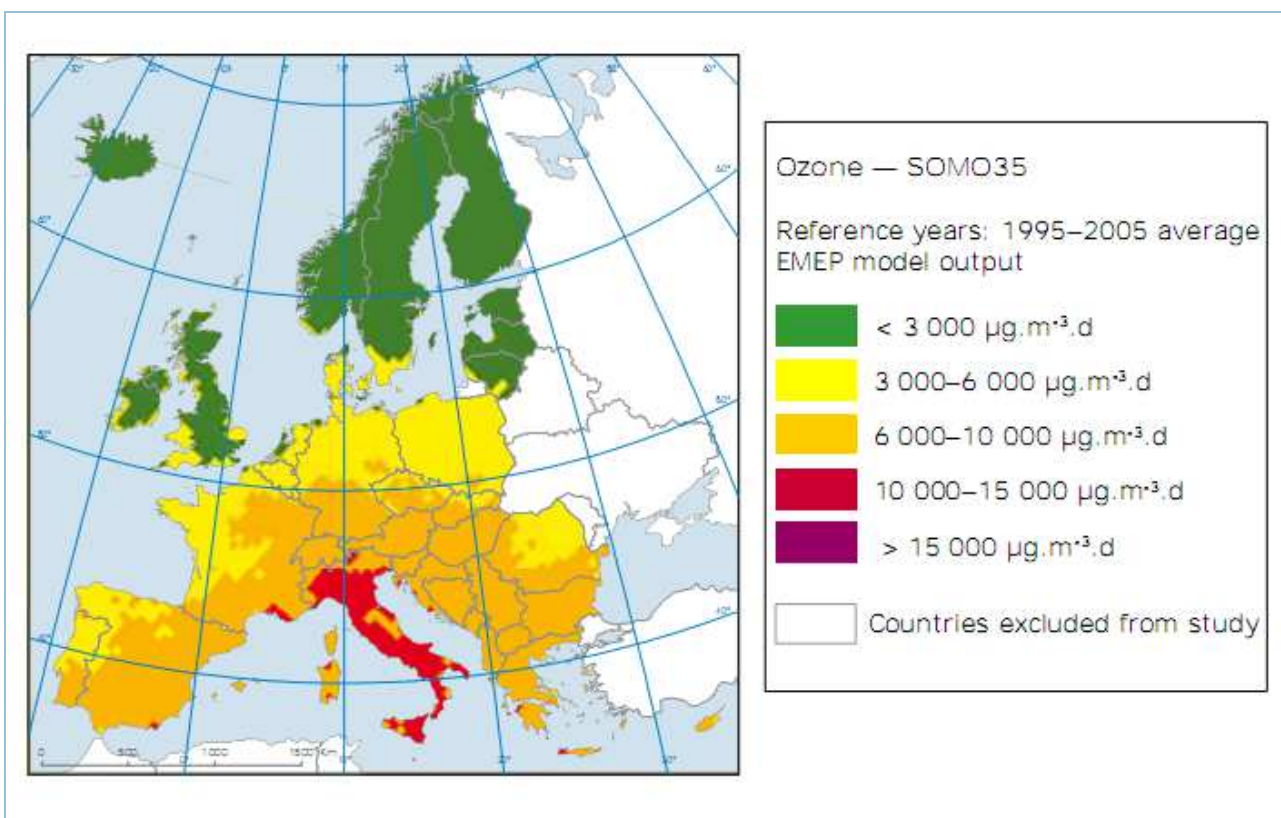 Ozone — SOMO35
Reference years: 1995–2005 average
EMEP model output
< 3 000 µg.m⁻³.d
3 000–6 000 µg.m⁻³.d
6 000–10 000 µg.m⁻³.d
10 000–15 000 µg.m⁻³.d
> 15 000 µg.m⁻³.d
Countries excluded from study
0 500 1 000 1500 Km